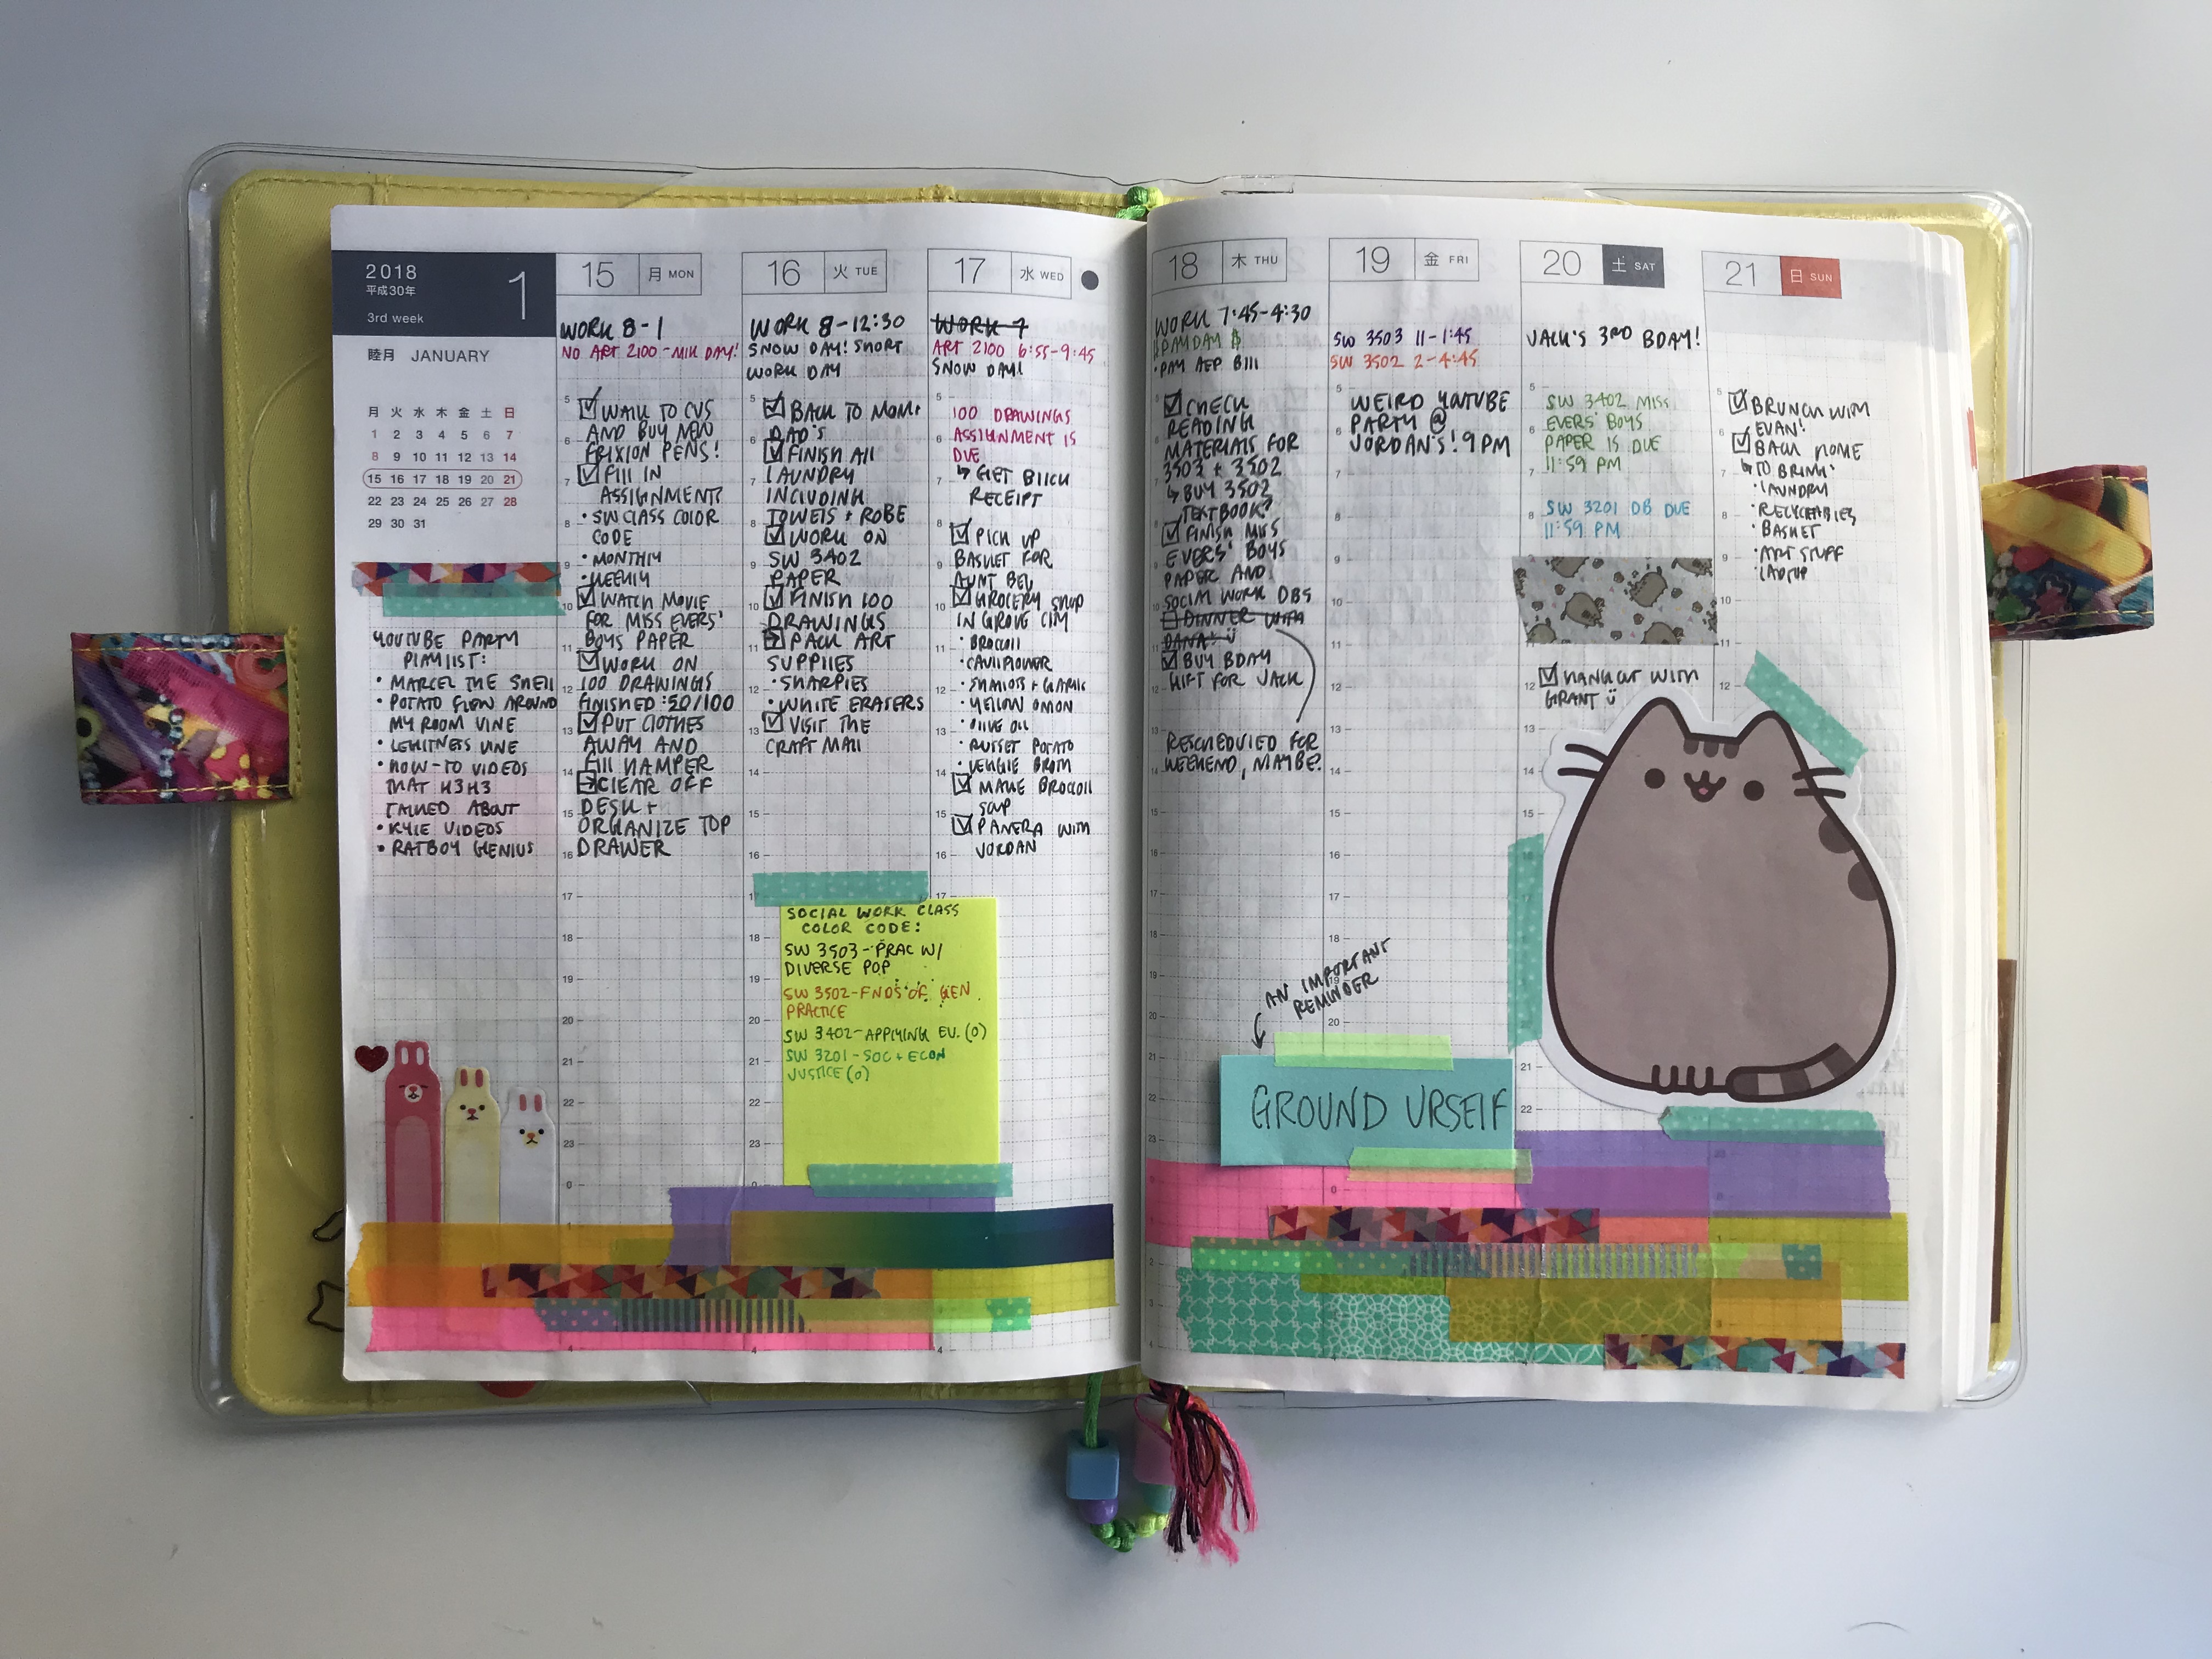 2018
平成30年
1
3rd week
睦月 JANUARY
月 火 水 木 金 土 日
1 2 3 4 5 6 7
8 9 10 11 12 13 14
15 16 17 18 19 20 21
22 23 24 25 26 27 28
29 30 31
YOUTUBE PARTY
PLAYLIST:
• MARCEL THE SHELL
• POTATO FLEW AROUND
MY ROOM VINE
• LEHITNESS VINE
• HOW-TO VIDEOS
THAT H3H3
TALKED ABOUT
• KYLE VIDEOS
• RATBOY GENIUS
15 月 MON
WORK 8-1
NO ART 2100-MLK DAY!
WALK TO CVS
AND BUY NEW
FRIXION PENS!
FILL IN
ASSIGNMENTS
• SW CLASS COLOR
CODE
• MONTHLY
• WEEKLY
WATCH MOVIE
FOR MISS EVERS'
BOYS PAPER
WORK ON
100 DRAWINGS
FINISHED: 50/100
PUT CLOTHES
AWAY AND
FILL HAMPER
CLEAR OFF
DESK +
ORGANIZE TOP
DRAWER
16 火 TUE
WORK 8-12:30
SNOW DAY! SHORT
WORK DAY
BACK TO MOM+
DAD'S
FINISH ALL
LAUNDRY
INCLUDING
TOWELS + ROBE
WORK ON
SW 3402
PAPER
FINISH 100
DRAWINGS
PACK ART
SUPPLIES
• SHARPIES
• WHITE ERASERS
VISIT THE
CRAFT MALL
SOCIAL WORK CLASS
COLOR CODE:
SW 3503-PRAC W/
DIVERSE POP
SW 3502-FNDS OF GEN
PRACTICE
SW 3402-APPLYING EV. (O)
SW 3201-SOC + ECON
JUSTICE (O)
17 水 WED
WORK 7
ART 2100 6:55-9:45
SNOW DAY!
100 DRAWINGS
ASSIGNMENT IS
DUE
↳ GET BLICK
RECEIPT
PICK UP
BASKET FOR
AUNT BEV
GROCERY SHOP
IN GROVE CITY
• BROCCOLI
• CAULIFLOWER
• SHALLOTS + GARLIC
• YELLOW ONION
• OLIVE OIL
• RUSSET POTATO
• VEGGIE BROTH
MAKE BROCCOLI
SOUP
PANERA WITH
JORDAN
18 木 THU
WORK 7:45-4:30
PAYDAY $
• PAY AEP BILL
CHECK
READING
MATERIALS FOR
3503 + 3502
↳ BUY 3502
TEXTBOOK?
FINISH MISS
EVERS' BOYS
PAPER AND
SOCIAL WORK DBS
DINNER WITH
DANA!
BUY BDAY
GIFT FOR JACK
RESCHEDULED FOR
WEEKEND, MAYBE?
AN IMPORTANT
REMINDER
GROUND URSELF
19 金 FRI
SW 3503 11-1:45
SW 3502 2-4:45
WEIRD YOUTUBE
PARTY @
JORDAN'S! 9 PM
20 土 SAT
JACK'S 3RD BDAY!
SW 3402 MISS
EVERS' BOYS
PAPER IS DUE
11:59 PM
SW 3201 DB DUE
11:59 PM
HANGOUT WITH
GRANT
21 日 SUN
BRUNCH WITH
EVAN!
BACK HOME
↳ TO BRING:
• LAUNDRY
• RECYCLABLES
• BASKET
• ART STUFF
• LAPTOP